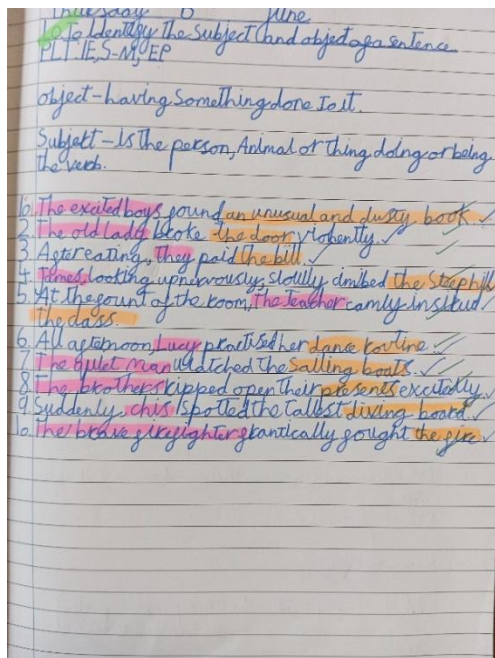 Thursday 6 June
LO To Identify the Subject and object of a sentence
PLT IE, S-M, EP
object - having Something done To it.
Subject - is the person, Animal or thing doing or being
the verb.
The excited boys found an unusual and dusty book
2. The old lady broke the door violently.
3 After eating, they paid the bill.
4. James, looking up nervously, slowly climbed the Steep hill
5. At the fount of the room, the teacher camly
the class.
6. All afternoon, Lucy practised her dance routine.
7 The quiet man watched the sailing boats.
8. The brothers ripped open their presents excitedly.
9 Suddenly, chris spotted the tallest diving board.
10. The brave firefighter frantically fought the fire